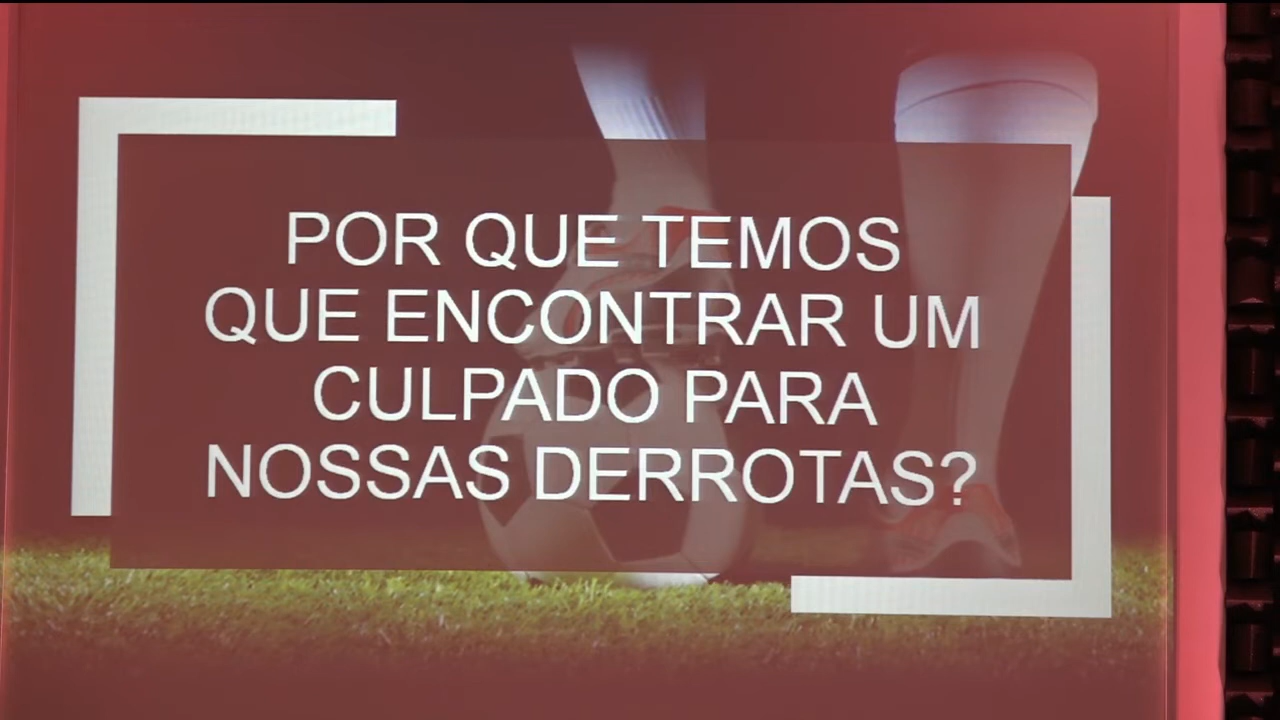 POR QUE TEMOS
QUE ENCONTRAR UM
CULPADO PARA
NOSSAS DERROTAS?